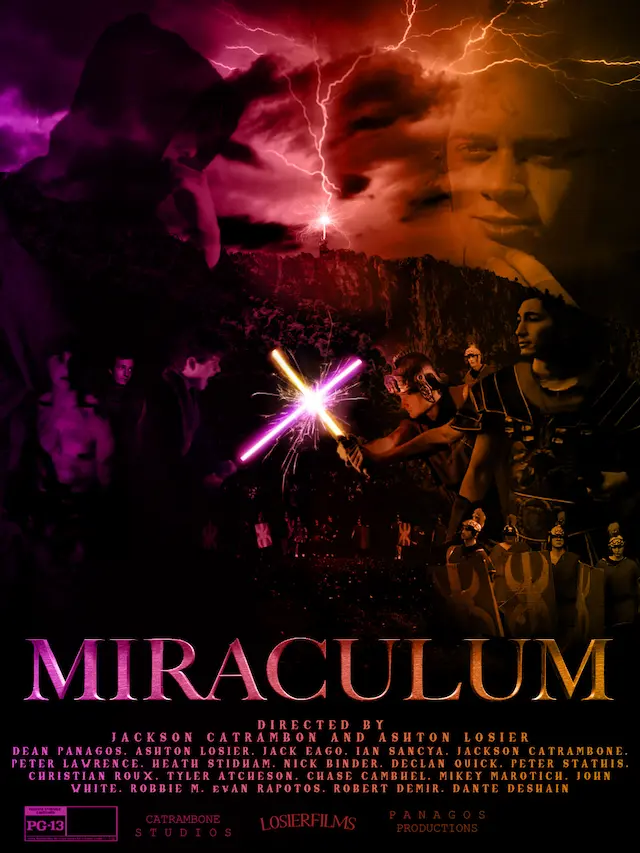 MIRACULUM
DIRECTED BY
JACKSON CATRAMBON AND ASHTON LOSIER
DEAN PANAGOS. ASHTON LOSIER. JACK EAGO. IAN SANCYA. JACKSON CATRAMBONE.
PETER LAWRENCE. HEATH STIDHAM. NICK BINDER. DECLAN QUICK. PETER STATHIS.
CHRISTIAN ROUX. TYLER ATCHESON. CHASE CAMBHEL. MIKEY MAROTICH. JOHN
WHITE. ROBBIE M. EVAN RAPOTOS. ROBERT DEMIR. DANTE DESHAIN
PG-13
CATRAMBONE
STUDIOS
LOSIERFILMS
PANAGOS
PRODUCTIONS